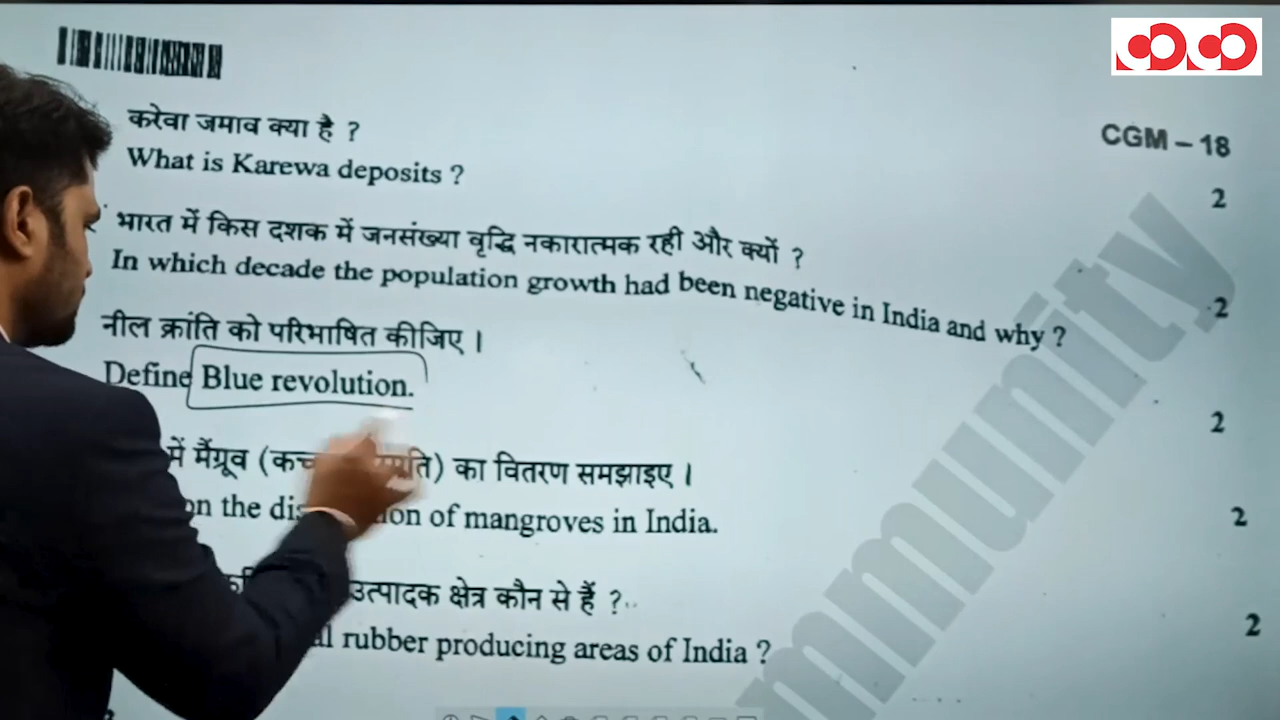 CGM – 18
करेवा जमाव क्या है ?
What is Karewa deposits ?
2
भारत में किस दशक में जनसंख्या वृद्धि नकारात्मक रही और क्यों ?
In which decade the population growth had been negative in India and why ?
2
नील क्रांति को परिभाषित कीजिए ।
Define Blue revolution.
2
में मैंग्रूव का वितरण समझाइए ।
on the of mangroves in India.
2
उत्पादक क्षेत्र कौन से हैं ?
rubber producing areas of India ?
2
mmunity